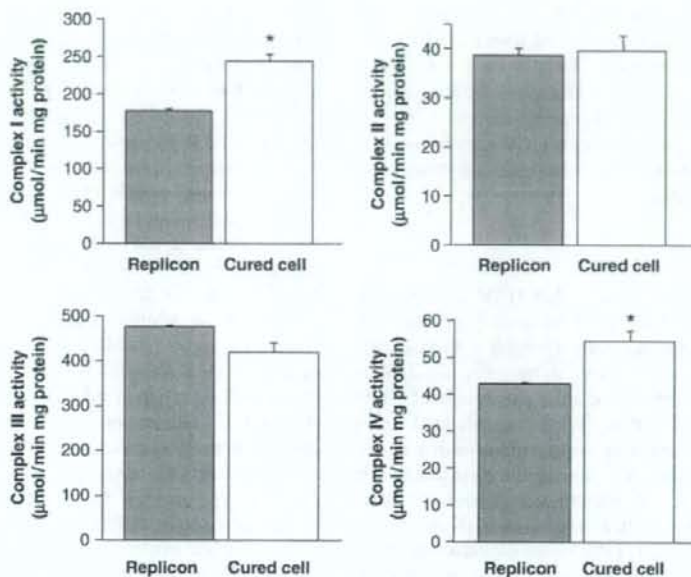 Complex I activity
(μmol/min mg protein)
300
250
200
150
100
50
0
*
Replicon
Cured cell
Complex II activity
(μmol/min mg protein)
40
30
20
10
0
Replicon
Cured cell
Complex III activity
(μmol/min mg protein)
500
400
300
200
100
0
Replicon
Cured cell
Complex IV activity
(μmol/min mg protein)
60
50
40
30
20
10
0
*
Replicon
Cured cell